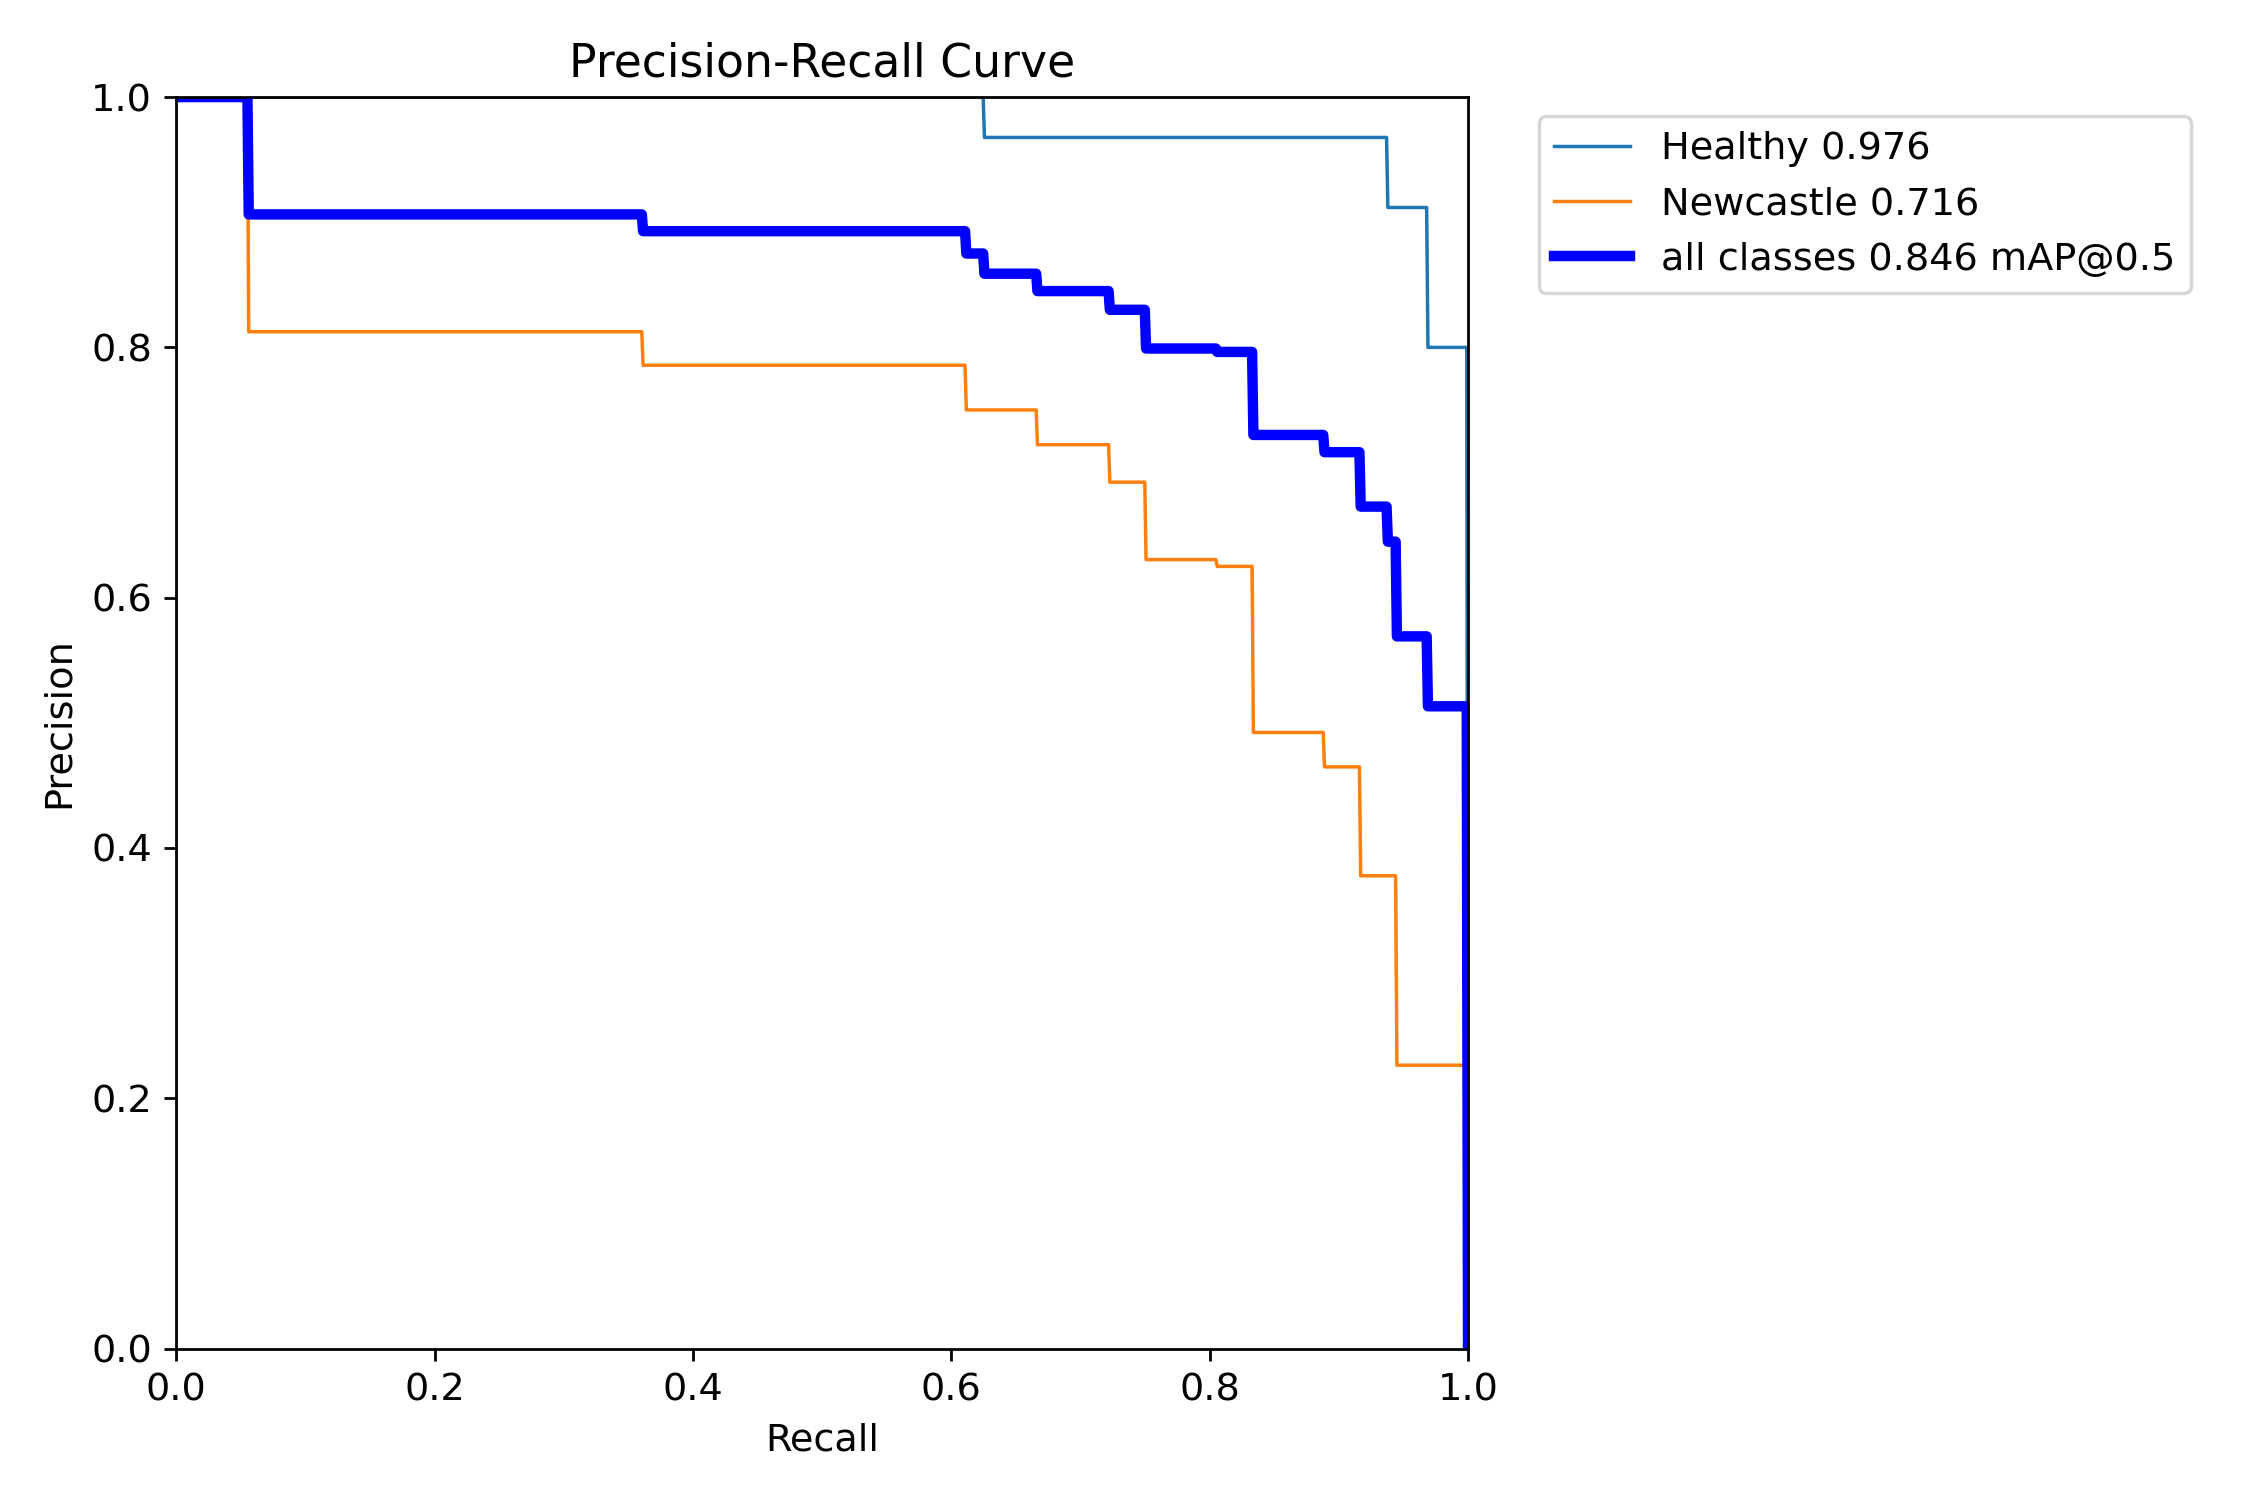 Precision-Recall Curve
1.0
0.8
0.6
0.4
0.2
0.0
Precision
0.0 0.2 0.4 0.6 0.8 1.0
Recall
Healthy 0.976
Newcastle 0.716
all classes 0.846 mAP@0.5